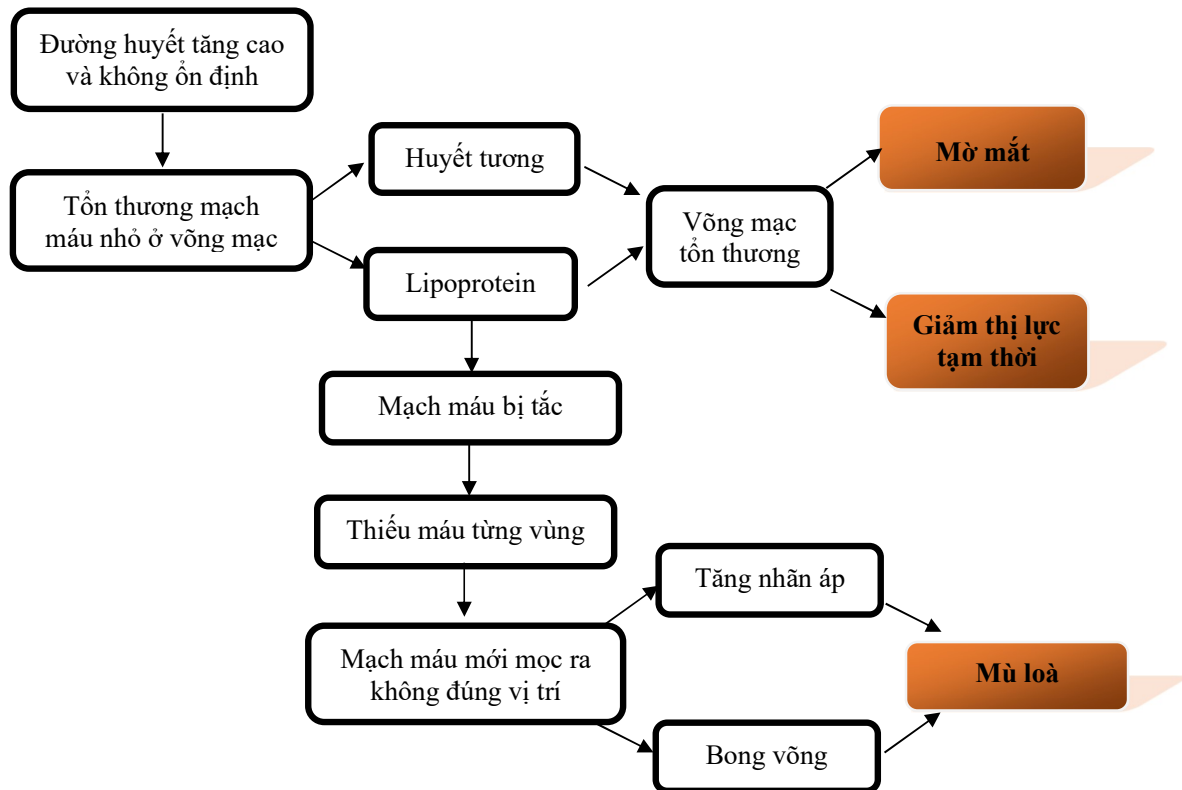 Đường huyết tăng cao
và không ổn định
Tổn thương mạch
máu nhỏ ở võng mạc
Huyết tương
Lipoprotein
Võng mạc
tổn thương
Mờ mắt
Giảm thị lực
tạm thời
Mạch máu bị tắc
Thiếu máu từng vùng
Mạch máu mới mọc ra
không đúng vị trí
Tăng nhãn áp
Bong võng
Mù loà